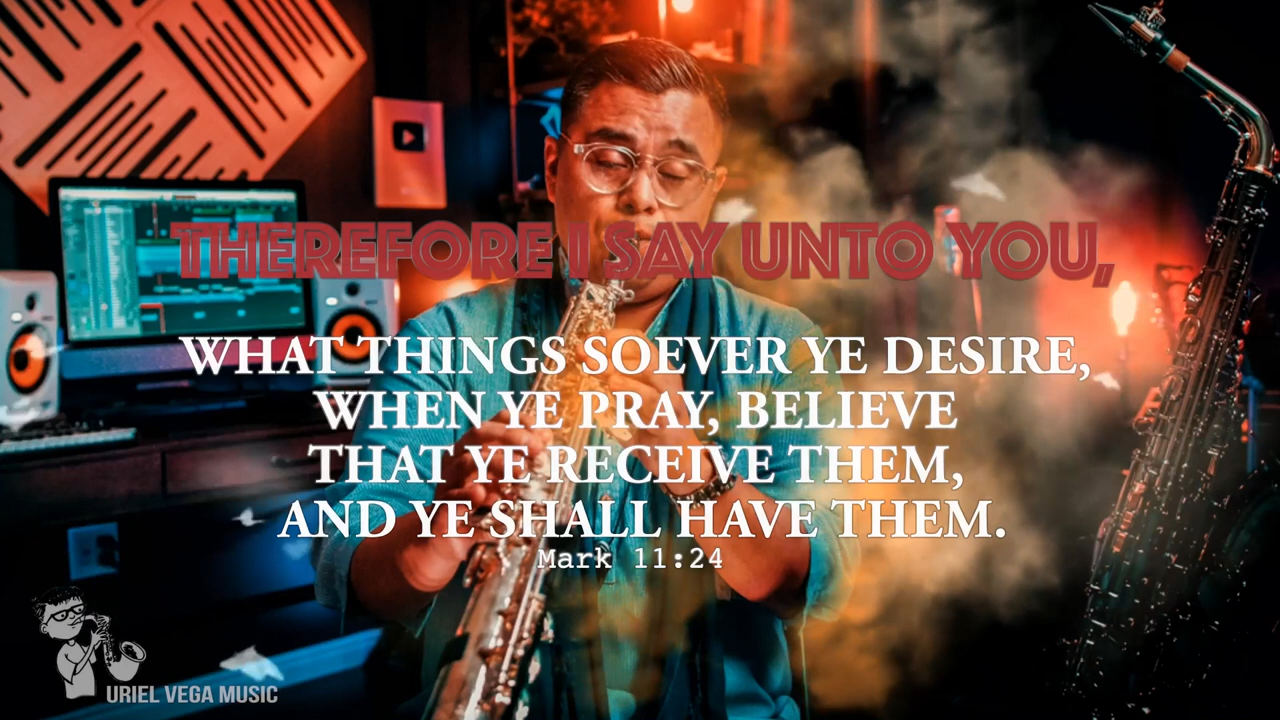 THEREFORE I SAY UNTO YOU,
WHAT THINGS SOEVER YE DESIRE,
WHEN YE PRAY, BELIEVE
THAT YE RECEIVE THEM,
AND YE SHALL HAVE THEM.
Mark 11:24
URIEL VEGA MUSIC